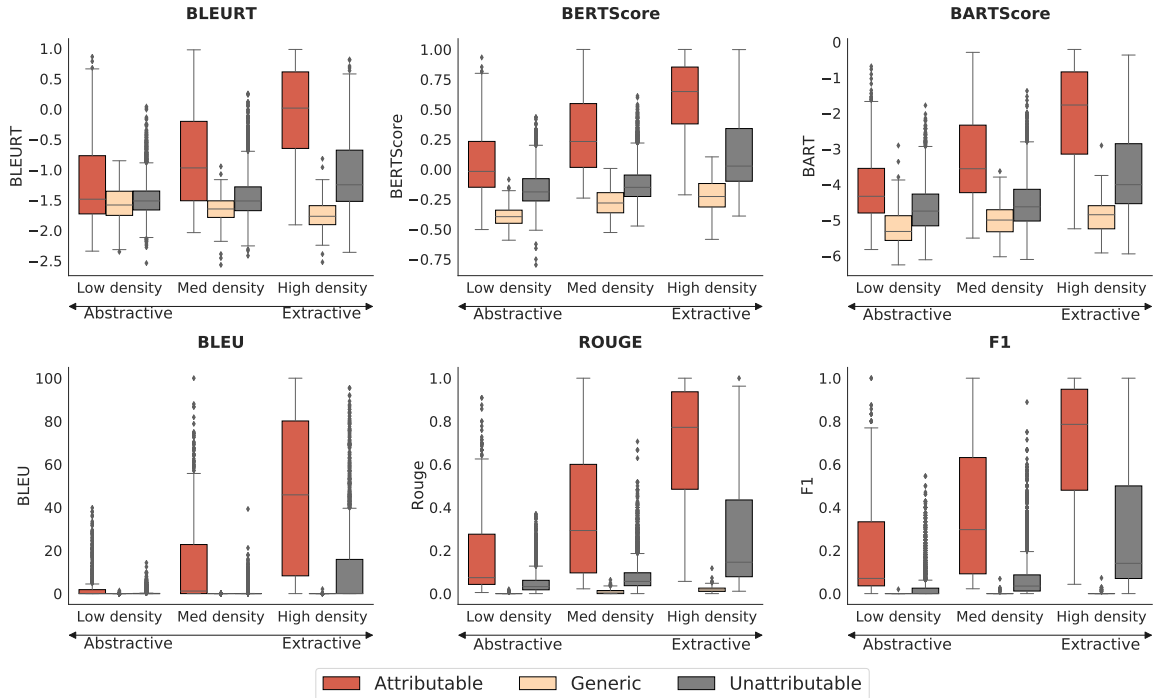 BLEURT
BERTScore
BARTScore
BLEURT
1.0
0.5
0.0
−0.5
−1.0
−1.5
−2.0
−2.5
Low density Med density High density
Abstractive Extractive
BERTScore
1.00
0.75
0.50
0.25
0.00
−0.25
−0.50
−0.75
Low density Med density High density
Abstractive Extractive
BART
0
−1
−2
−3
−4
−5
−6
Low density Med density High density
Abstractive Extractive
BLEU
ROUGE
F1
BLEU
100
80
60
40
20
0
Low density Med density High density
Abstractive Extractive
Rouge
1.0
0.8
0.6
0.4
0.2
0.0
Low density Med density High density
Abstractive Extractive
F1
1.0
0.8
0.6
0.4
0.2
0.0
Low density Med density High density
Abstractive Extractive
Attributable Generic Unattributable